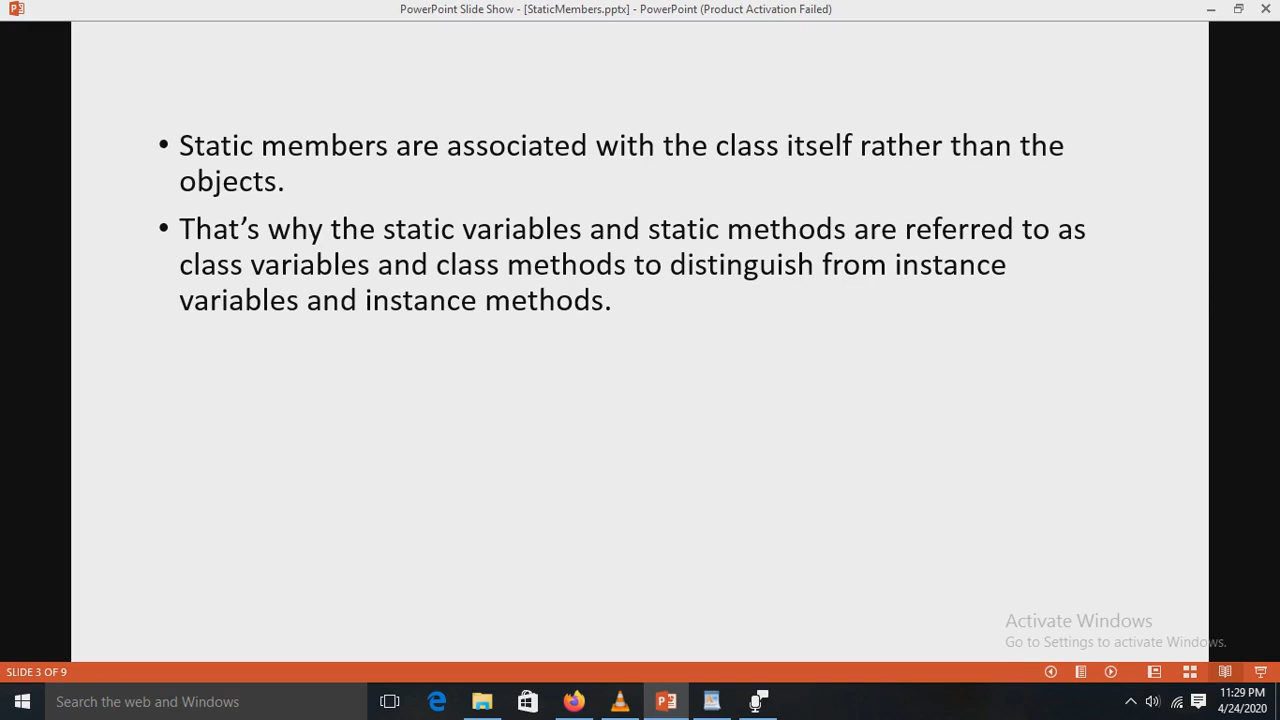 PowerPoint Slide Show - [StaticMembers.pptx] - PowerPoint (Product Activation Failed)
• Static members are associated with the class itself rather than the
objects.
• That’s why the static variables and static methods are referred to as
class variables and class methods to distinguish from instance
variables and instance methods.
Activate Windows
Go to Settings to activate Windows.
SLIDE 3 OF 9
Search the web and Windows
11:29 PM
4/24/2020